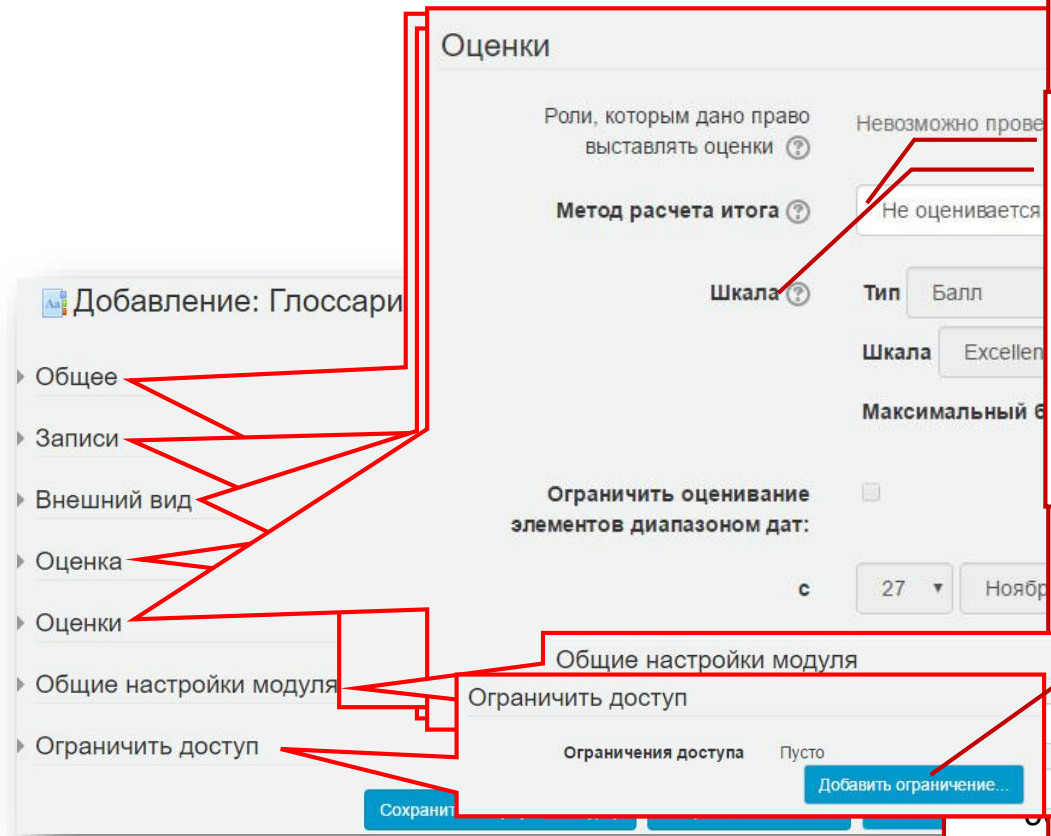 Оценки
Роли, которым дано право
выставлять оценки
Невозможно прове
Метод расчета итога
Не оценивается
Шкала
Тип Балл
Шкала Excellen
Максимальный б
Ограничить оценивание
элементов диапазоном дат:
с 27 Ноябр
Добавление: Глоссари
Общее
Записи
Внешний вид
Оценка
Оценки
Общие настройки модуля
Ограничить доступ
Общие настройки модуля
Ограничить доступ
Ограничения доступа Пусто
Добавить ограничение...
Сохранит